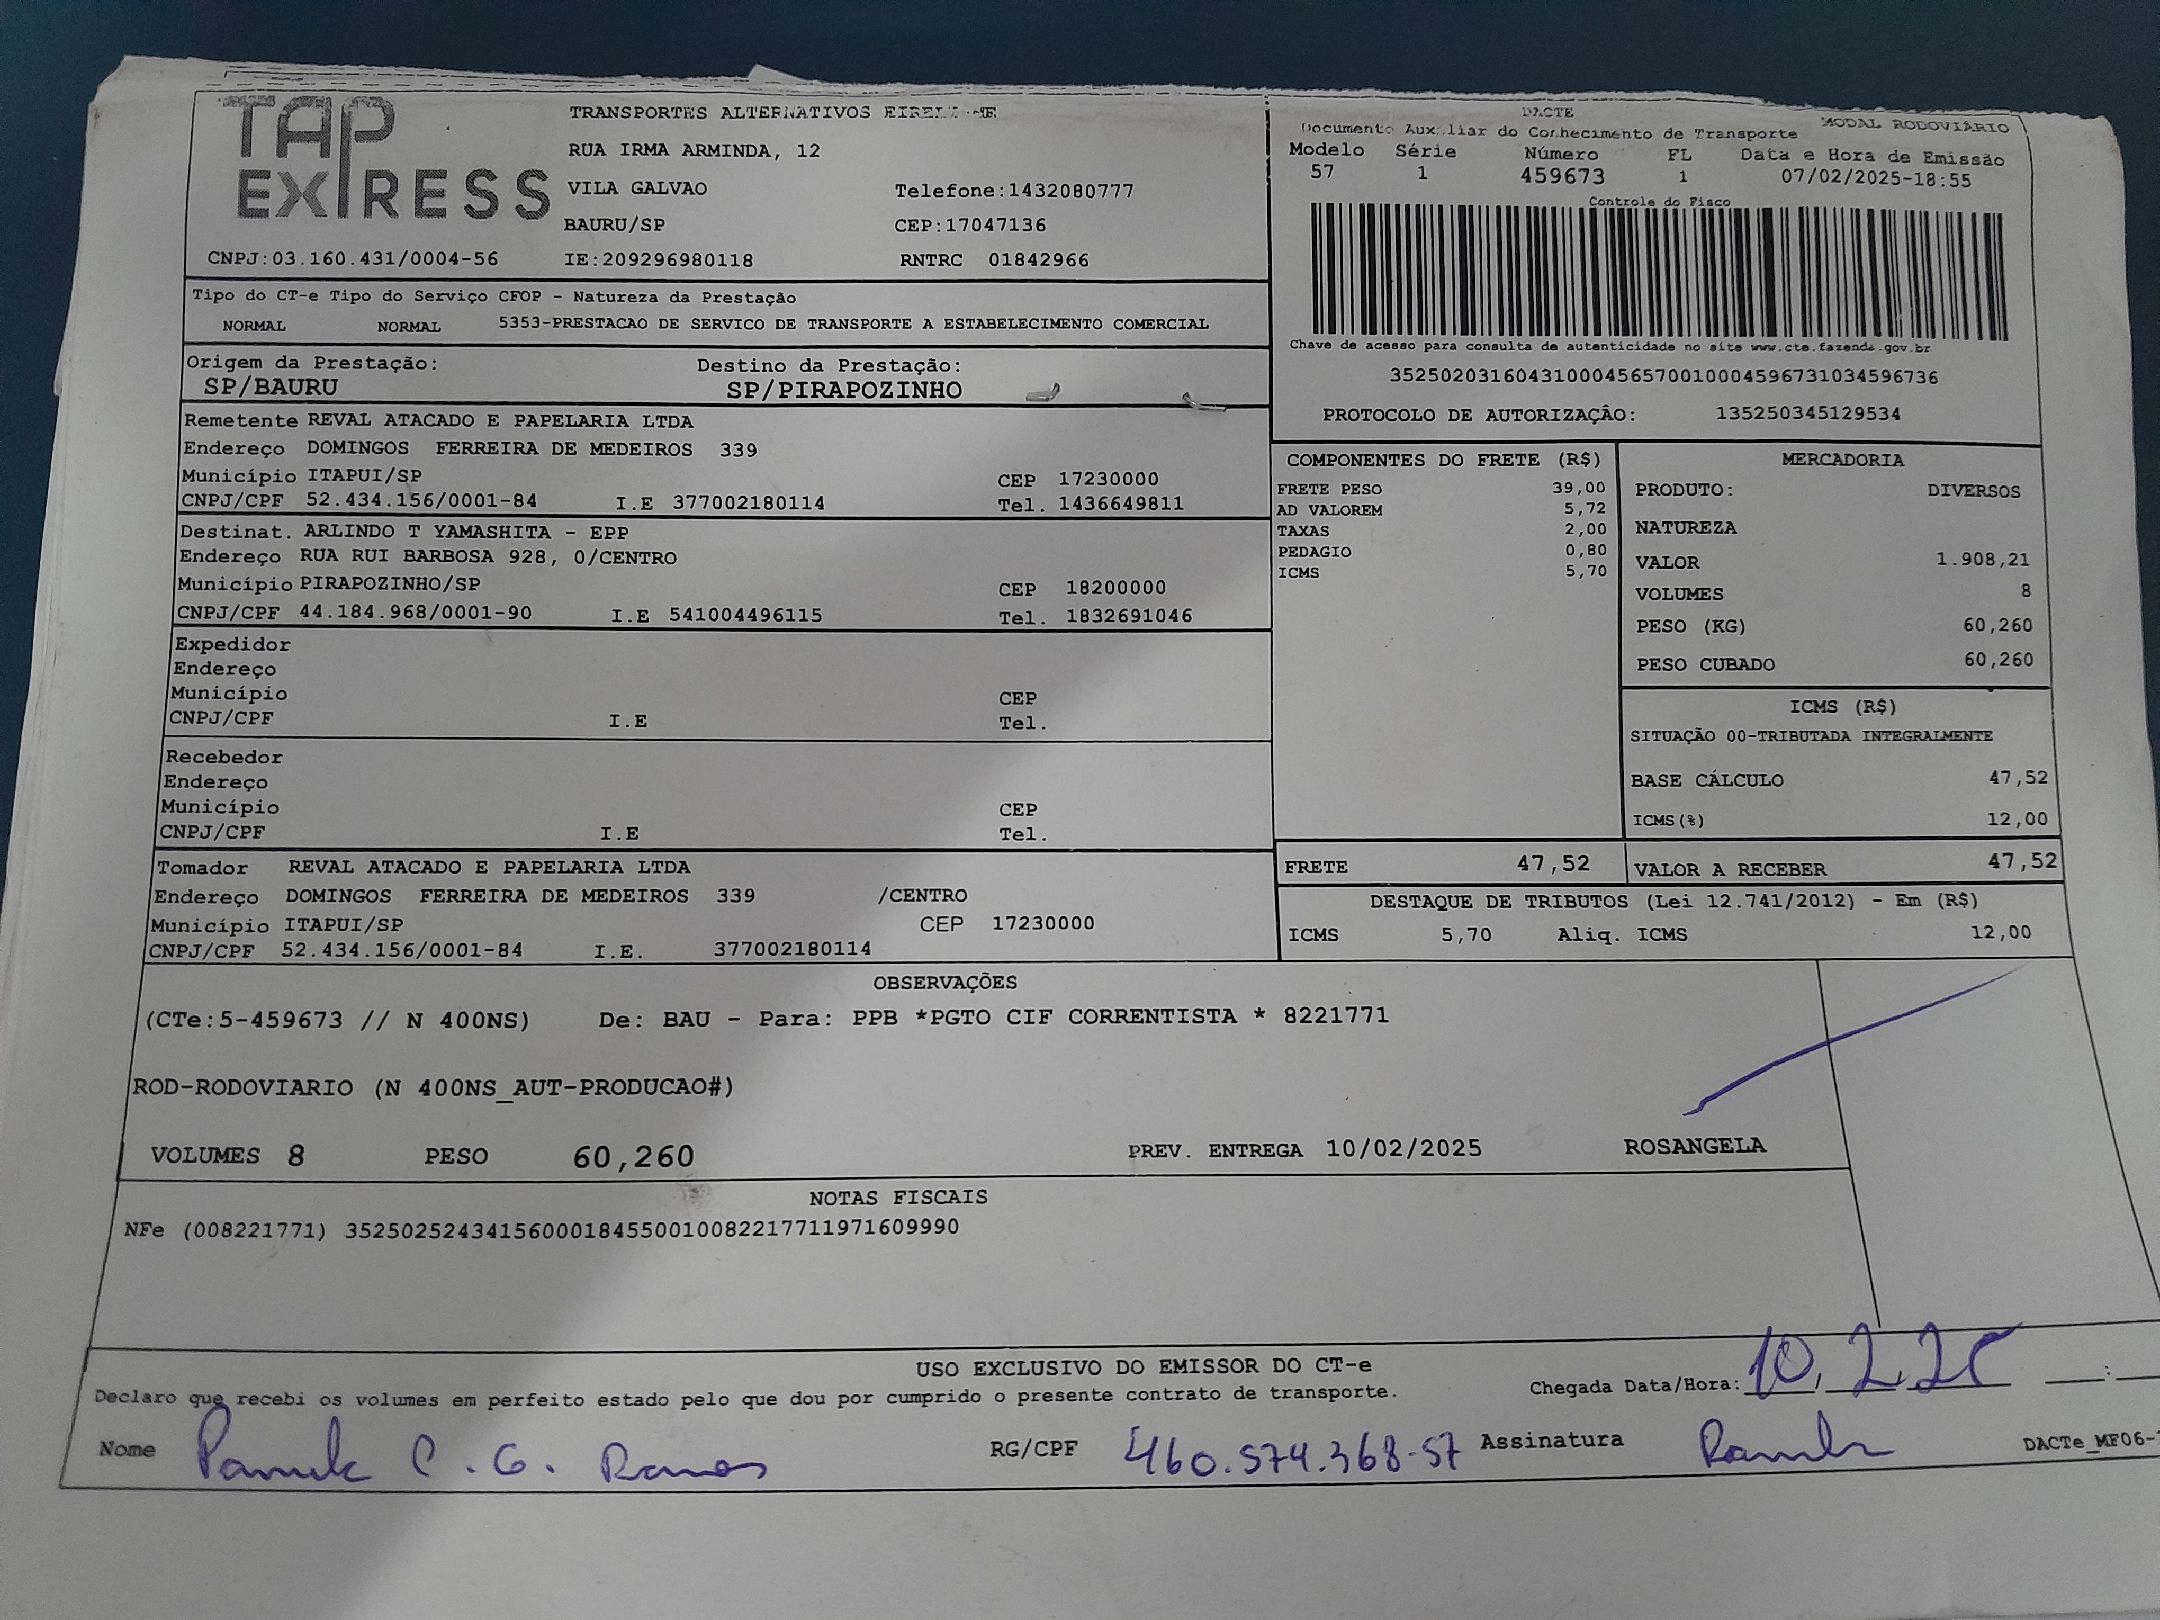 TAP EXPRESS
TRANSPORTES ALTERNATIVOS
RUA IRMA ARMINDA, 12
VILA GALVAO Telefone:1432080777
BAURU/SP CEP:17047136
CNPJ:03.160.431/0004-56 IE:209296980118 RNTRC 01842966
DACTE
Documento Auxiliar do Conhecimento de Transporte MODAL RODOVIÁRIO
Modelo Série Número FL Data e Hora de Emissão
57 1 459673 1 07/02/2025-18:55
Controle do Fisco
Chave de acesso para consulta de autenticidade no site www.cte.fazenda.gov.br
35250203160431000456570010004596731034596736
PROTOCOLO DE AUTORIZAÇÃO: 135250345129534
Tipo do CT-e Tipo do Serviço CFOP - Natureza da Prestação
NORMAL NORMAL 5353-PRESTACAO DE SERVICO DE TRANSPORTE A ESTABELECIMENTO COMERCIAL
Origem da Prestação: Destino da Prestação:
SP/BAURU SP/PIRAPOZINHO
Remetente REVAL ATACADO E PAPELARIA LTDA
Endereço DOMINGOS FERREIRA DE MEDEIROS 339
Município ITAPUI/SP CEP 17230000
CNPJ/CPF 52.434.156/0001-84 I.E 377002180114 Tel. 1436649811
Destinat. ARLINDO T YAMASHITA - EPP
Endereço RUA RUI BARBOSA 928, 0/CENTRO
Município PIRAPOZINHO/SP CEP 18200000
CNPJ/CPF 44.184.968/0001-90 I.E 541004496115 Tel. 1832691046
Expedidor
Endereço
Município CEP
CNPJ/CPF I.E Tel.
Recebedor
Endereço
Município CEP
CNPJ/CPF I.E Tel.
Tomador REVAL ATACADO E PAPELARIA LTDA
Endereço DOMINGOS FERREIRA DE MEDEIROS 339 /CENTRO
Município ITAPUI/SP CEP 17230000
CNPJ/CPF 52.434.156/0001-84 I.E. 377002180114
COMPONENTES DO FRETE (R$)
FRETE PESO 39,00
AD VALOREM 5,72
TAXAS 2,00
PEDAGIO 0,80
ICMS 5,70
MERCADORIA
PRODUTO: DIVERSOS
NATUREZA
VALOR 1.908,21
VOLUMES 8
PESO (KG) 60,260
PESO CUBADO 60,260
ICMS (R$)
SITUAÇÃO 00-TRIBUTADA INTEGRALMENTE
BASE CÁLCULO 47,52
ICMS(%) 12,00
FRETE 47,52 VALOR A RECEBER 47,52
DESTAQUE DE TRIBUTOS (Lei 12.741/2012) - Em (R$)
ICMS 5,70 Aliq. ICMS 12,00
OBSERVAÇÕES
(CTe:5-459673 // N 400NS) De: BAU - Para: PPB *PGTO CIF CORRENTISTA * 8221771
ROD-RODOVIARIO (N 400NS_AUT-PRODUCAO#)
VOLUMES 8 PESO 60,260 PREV. ENTREGA 10/02/2025 ROSANGELA
NOTAS FISCAIS
NFe (008221771) 35250252434156000184550010082217711971609990
USO EXCLUSIVO DO EMISSOR DO CT-e
Declaro que recebi os volumes em perfeito estado pelo que dou por cumprido o presente contrato de transporte. Chegada Data/Hora: 10, 2, 25 :
Nome C. G. Ramos RG/CPF 460.574.368-57 Assinatura DACTe_MF06-